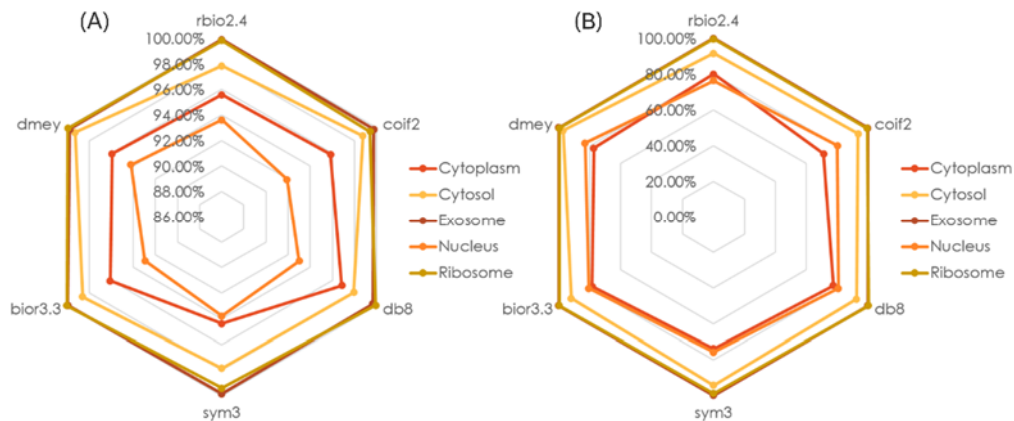 (A)
rbio2.4
100.00%
98.00%
96.00%
94.00%
92.00%
90.00%
88.00%
86.00%
coif2
db8
sym3
bior3.3
dmey
Cytoplasm
Cytosol
Exosome
Nucleus
Ribosome
(B)
rbio2.4
100.00%
80.00%
60.00%
40.00%
20.00%
0.00%
coif2
db8
sym3
bior3.3
dmey
Cytoplasm
Cytosol
Exosome
Nucleus
Ribosome